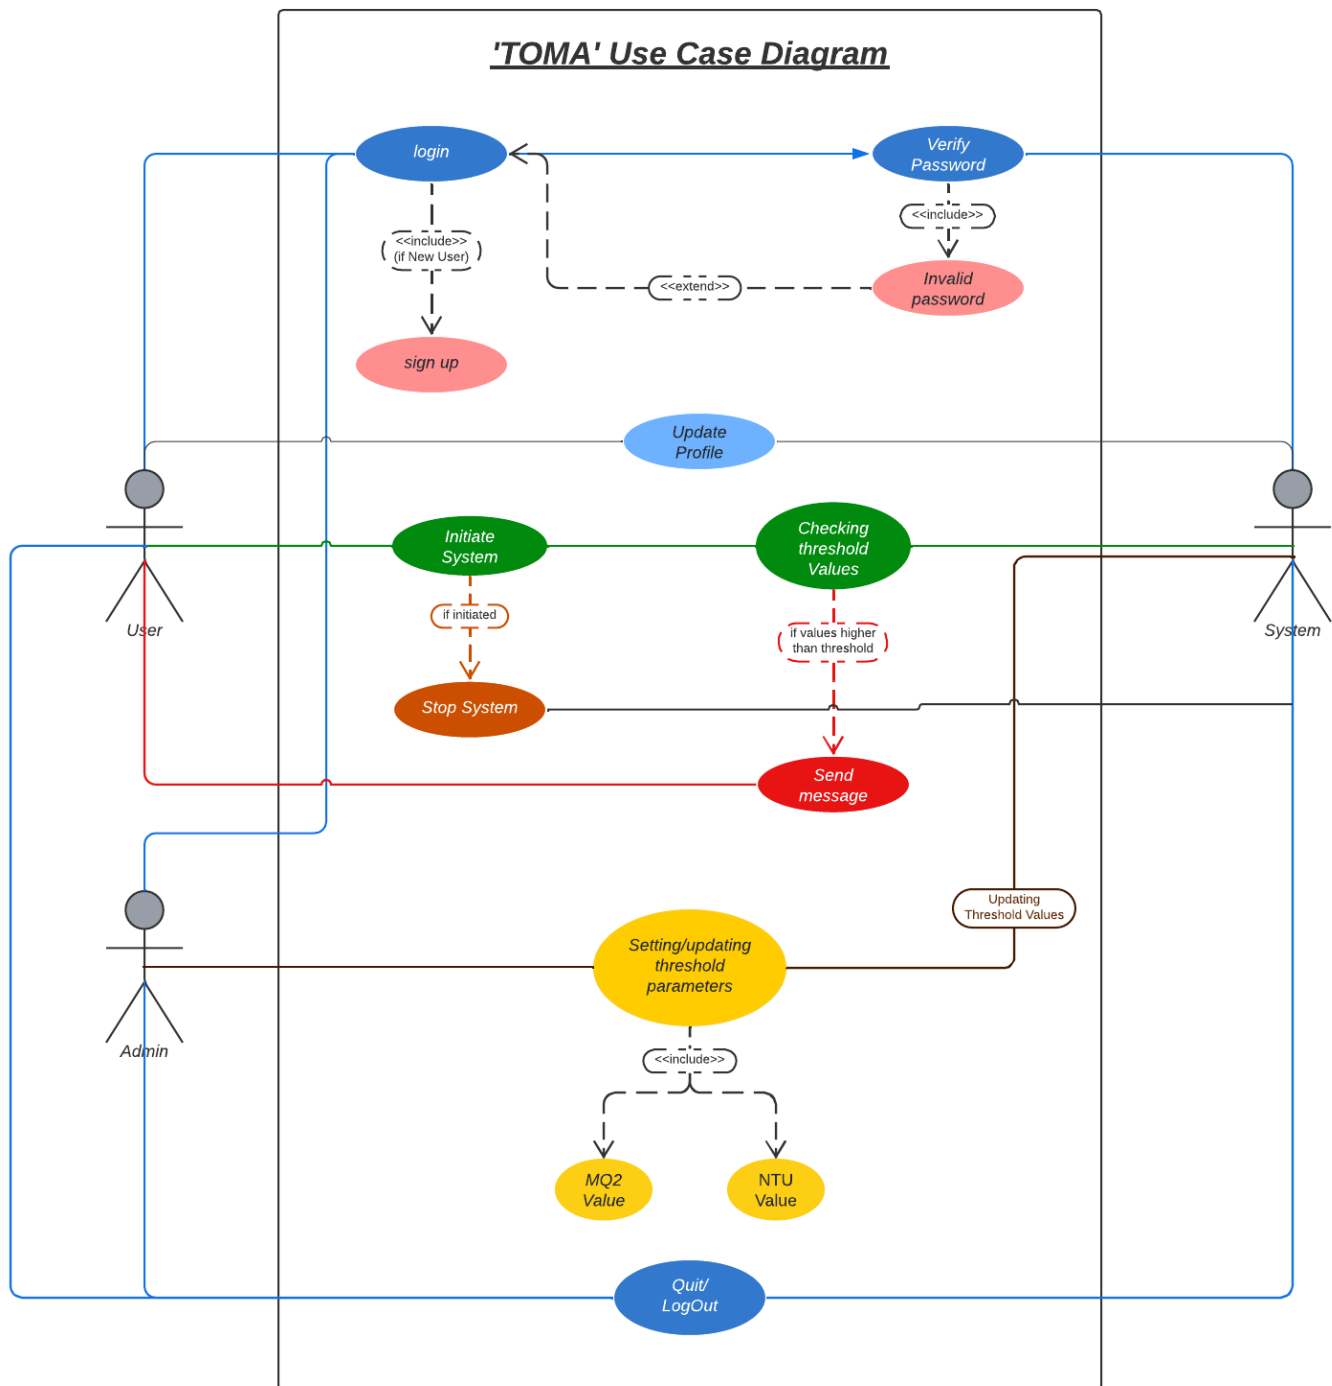 'TOMA' Use Case Diagram
login
Verify
Password
<<include>>
(if New User)
<<include>>
Invalid
password
<<extend>>
sign up
Update
Profile
Initiate
System
Checking
threshold
Values
if initiated
if values higher
than threshold
User
System
Stop System
Send
message
Updating
Threshold Values
Setting/updating
threshold
parameters
Admin
<<include>>
MQ2
Value
NTU
Value
Quit/
LogOut